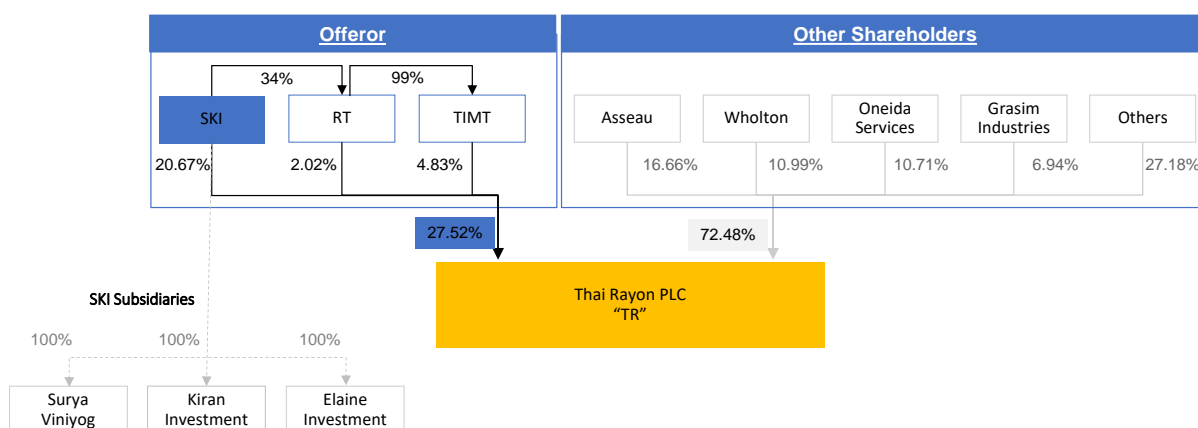 Offeror
Other Shareholders
34%
99%
SKI
RT
TIMT
Asseau
Wholton
Oneida
Services
Grasim
Industries
Others
20.67%
2.02%
4.83%
16.66%
10.99%
10.71%
6.94%
27.18%
27.52%
72.48%
Thai Rayon PLC
“TR”
SKI Subsidiaries
100%
100%
100%
Surya
Viniyog
Kiran
Investment
Elaine
Investment